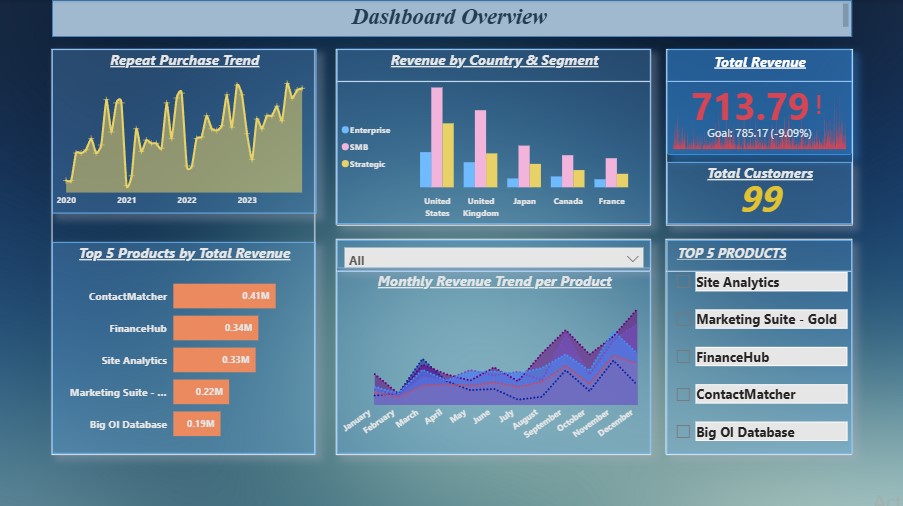 Dashboard Overview
Repeat Purchase Trend
2020 2021 2022 2023
Revenue by Country & Segment
Enterprise
SMB
Strategic
United States
United Kingdom
Japan
Canada
France
Total Revenue
713.79!
Goal: 785.17 (-9.09%)
Total Customers
99
Top 5 Products by Total Revenue
ContactMatcher 0.41M
FinanceHub 0.34M
Site Analytics 0.33M
Marketing Suite - ... 0.22M
Big OI Database 0.19M
All
Monthly Revenue Trend per Product
January February March April May June July August September October November December
TOP 5 PRODUCTS
Site Analytics
Marketing Suite - Gold
FinanceHub
ContactMatcher
Big OI Database